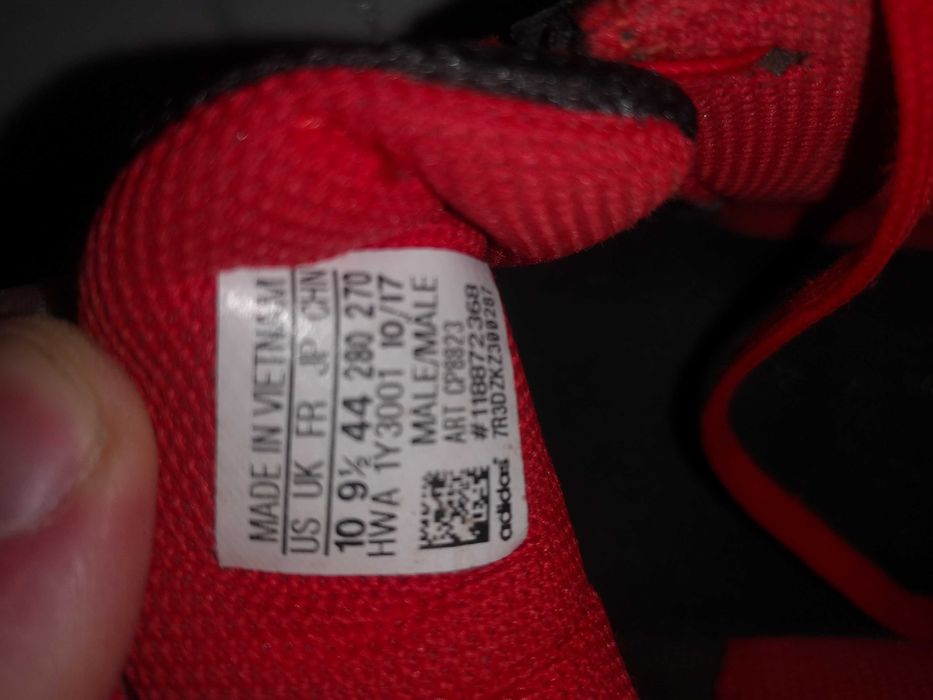 MADE IN VIETNAM
US UK FR JP CHN
10 9½ 44 280 270
HWA 1Y3001 10/17
MALE/MALE
ART CP8823
#118872368
7R3DZKZ300287
adidas